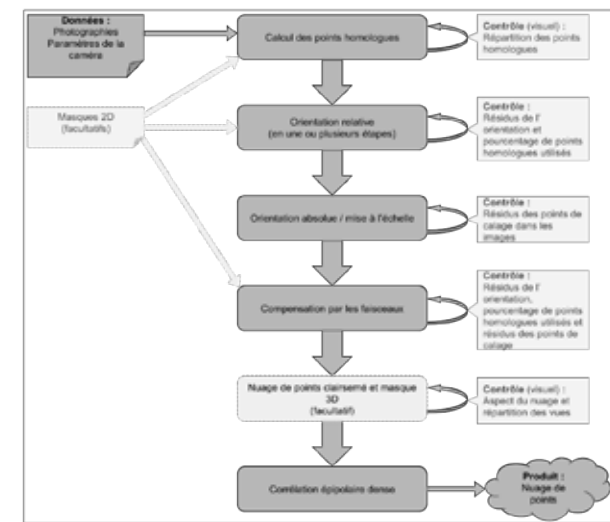 Données :
Photographies
Paramètres de la
caméra
Calcul des points homologues
Contrôle (visuel) :
Répartition des points
homologues
Masques 2D
(facultatifs)
Orientation relative
(en une ou plusieurs étapes)
Contrôle :
Résidus de l'
orientation et
pourcentage de points
homologues utilisés
Orientation absolue / mise à l'échelle
Contrôle :
Résidus des points de
calage dans les
images
Compensation par les faisceaux
Contrôle :
Résidus de l'
orientation,
pourcentage de points
homologues utilisés et
résidus des points de
calage
Nuage de points clairsemé et masque
3D
(facultatif)
Contrôle (visuel) :
Aspect du nuage et
répartition des vues
Corrélation épipolaire dense
Produit :
Nuage de
points